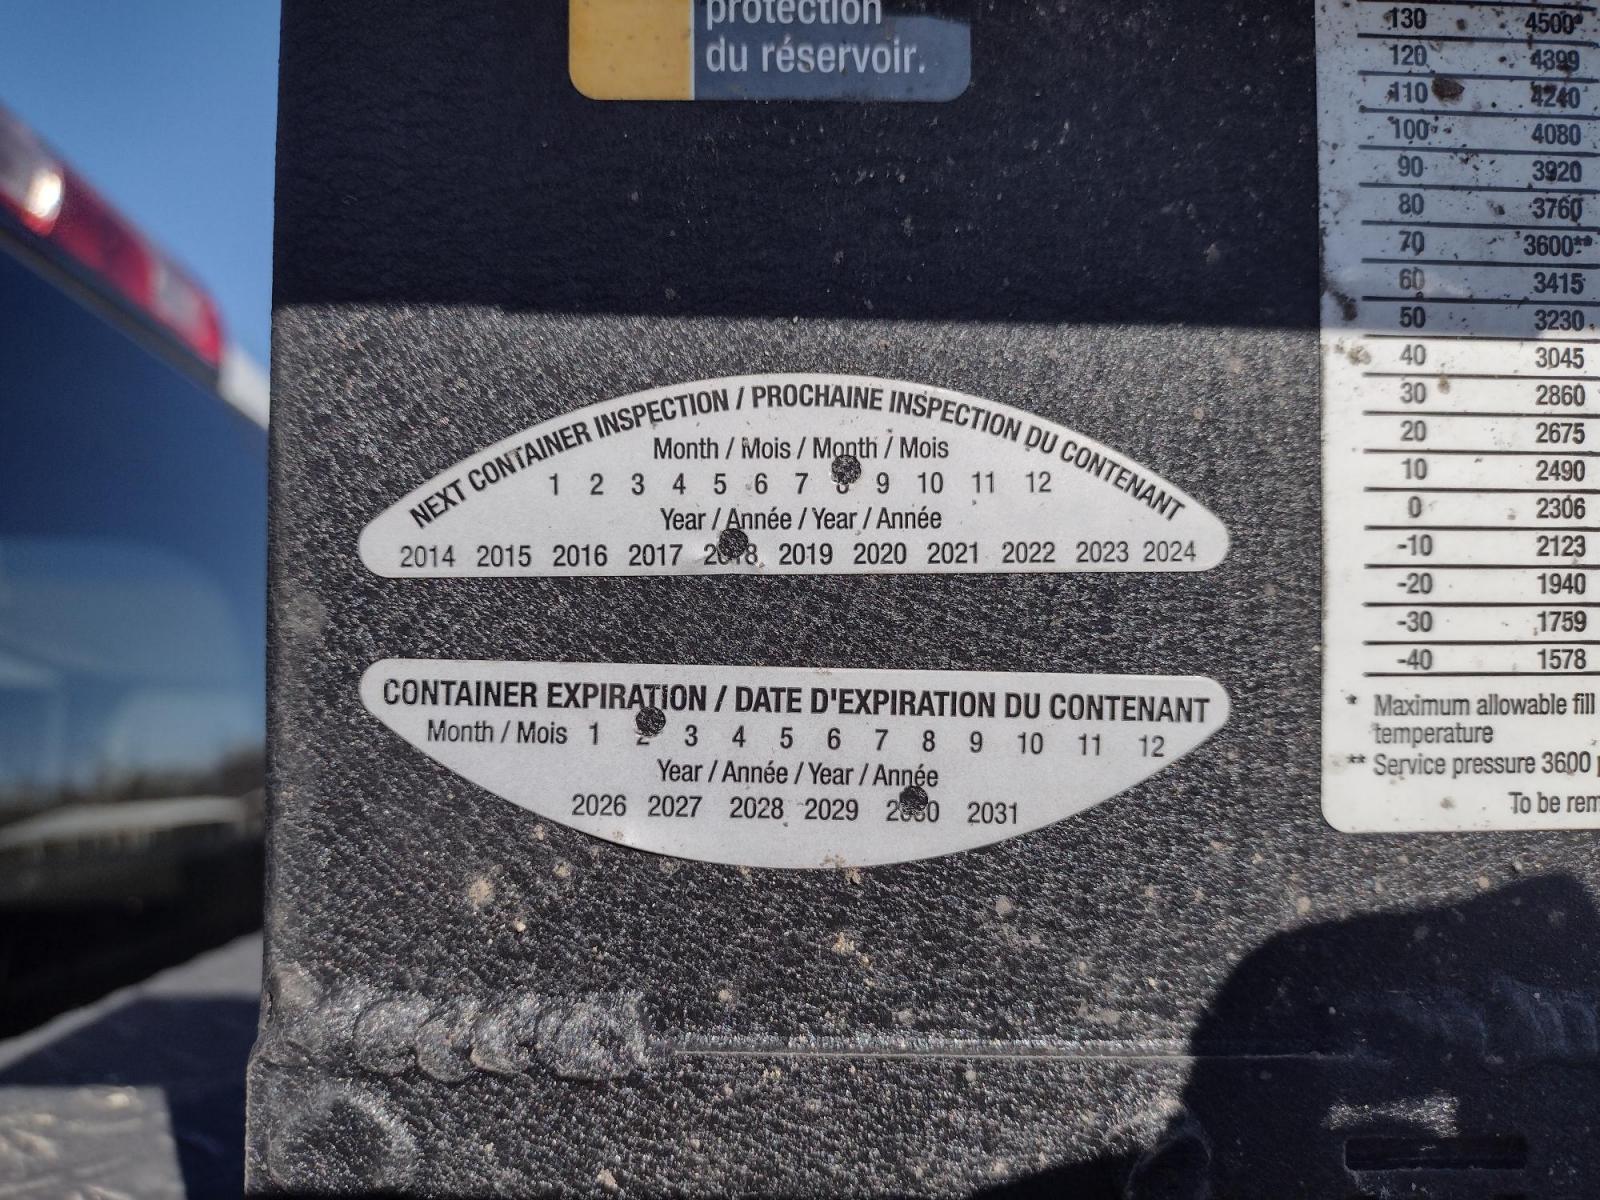 protection
du réservoir.
NEXT CONTAINER INSPECTION / PROCHAINE INSPECTION DU CONTENANT
Month / Mois / Month / Mois
1 2 3 4 5 6 7 8 9 10 11 12
Year / Année / Year / Année
2014 2015 2016 2017 2018 2019 2020 2021 2022 2023 2024
CONTAINER EXPIRATION / DATE D'EXPIRATION DU CONTENANT
Month / Mois 1 2 3 4 5 6 7 8 9 10 11 12
Year / Année / Year / Année
2026 2027 2028 2029 2030 2031
130 4500*
120 4399
110 4240
100 4080
90 3920
80 3760
70 3600**
60 3415
50 3230
40 3045
30 2860
20 2675
10 2490
0 2306
-10 2123
-20 1940
-30 1759
-40 1578
* Maximum allowable fill
temperature
** Service pressure 3600
To be